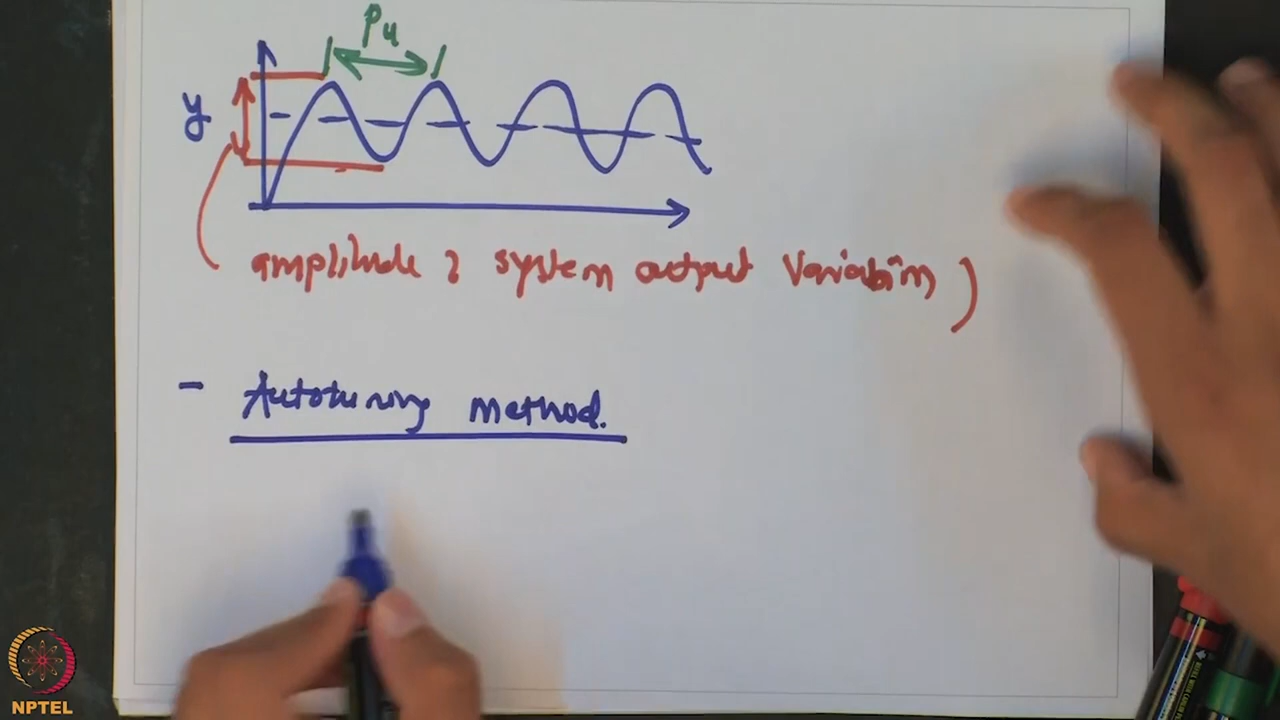 Pu
y
amplitude of system output variation)
- Autotuning method.
NPTEL